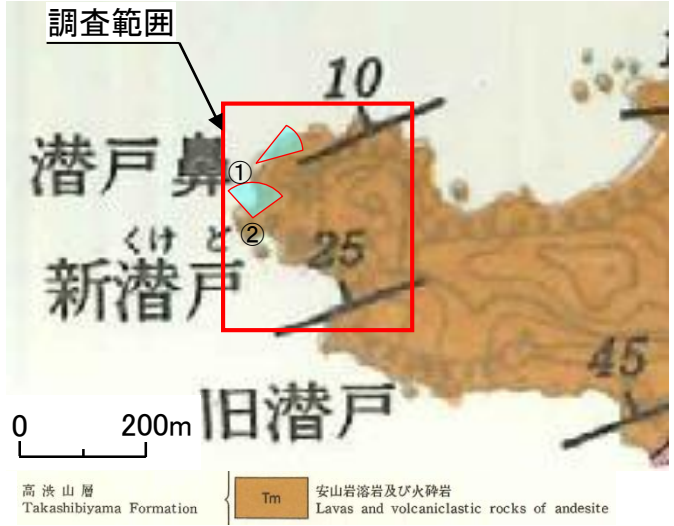 調査範囲
10
潜戸鼻
①
くけど
②
新潜戸
25
45
旧潜戸
0 200m
高渋山層
Takashibiyama Formation
Tm
安山岩溶岩及び火砕岩
Lavas and volcaniclastic rocks of andesite